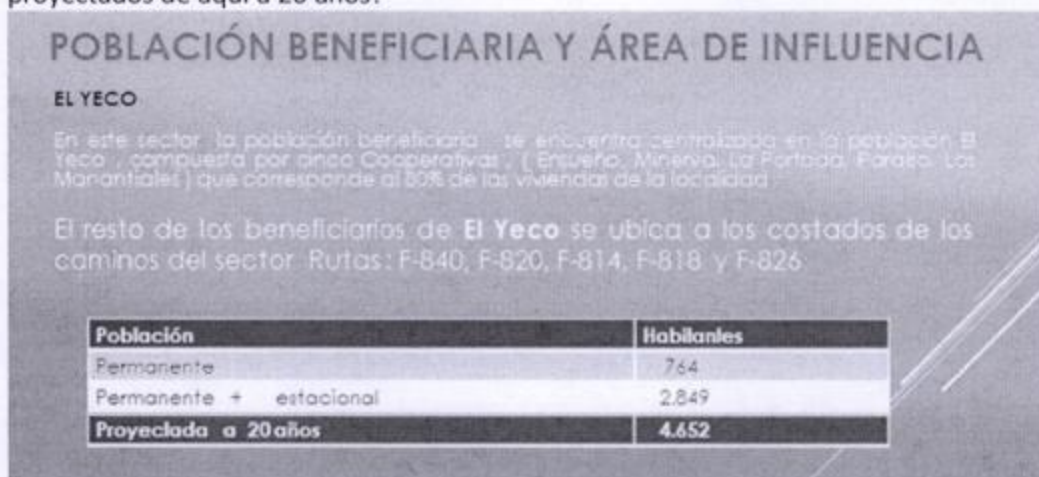 proyectados de aquí a 20 años?
POBLACIÓN BENEFICIARIA Y ÁREA DE INFLUENCIA
EL YECO
En este sector la población beneficiaria se encuentra centralizada en la población El
Yeco , compuesta por cinco Cooperativas , ( Ensueño, Minerva, La Portada, Paraíso, Los
Manantiales ) que corresponde al 80% de las viviendas de la localidad
El resto de los beneficiarios de El Yeco se ubica a los costados de los
caminos del sector Rutas: F-840, F-820, F-814, F-818 y F-826
Población Habitantes
Permanente 764
Permanente + estacional 2.849
Proyectada a 20 años 4.652